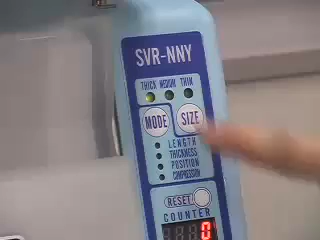 SVR-NNY
THICK MEDIUM THIN
MODE SIZE
LENGTH
THICKNESS
POSITION
COMPRESSION
RESET
COUNTER
0